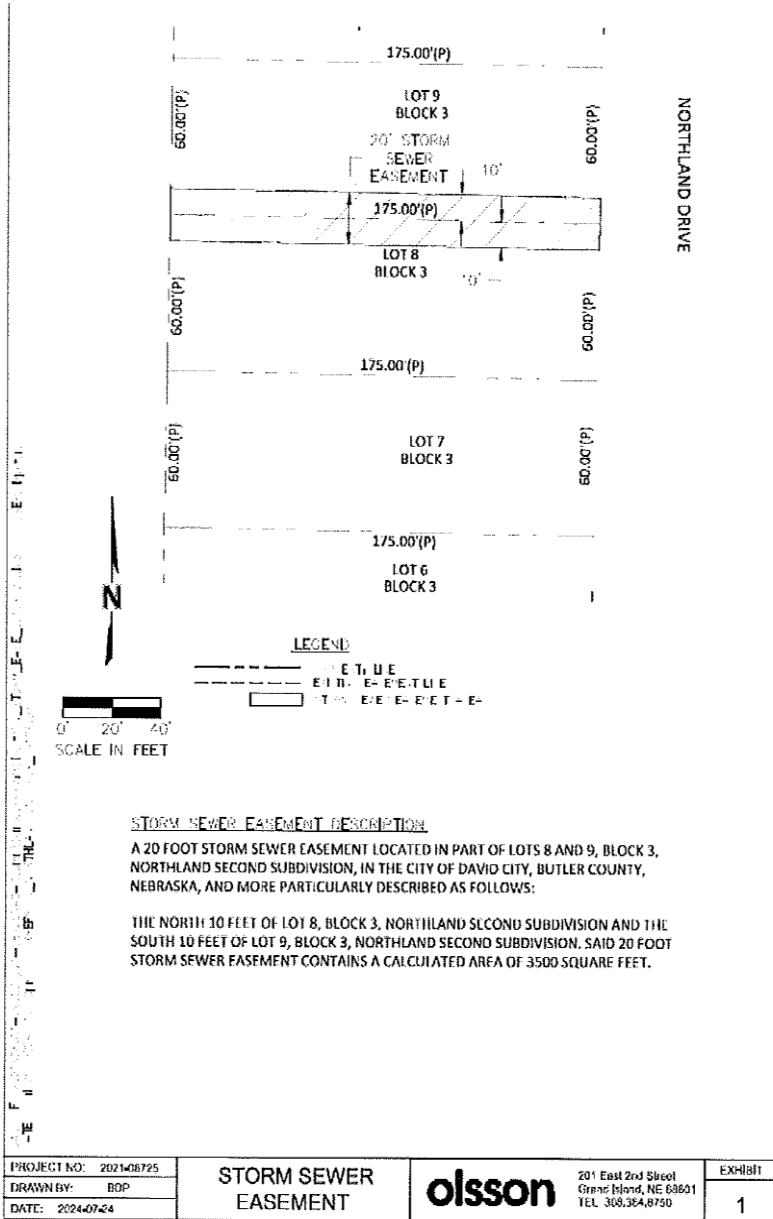 175.00'(P)
LOT 9
BLOCK 3
60.00'(P)
60.00'(P)
NORTHLAND DRIVE
20' STORM
SEWER
EASEMENT
10'
175.00'(P)
LOT 8
BLOCK 3
10'
60.00'(P)
60.00'(P)
175.00'(P)
60.00'(P)
LOT 7
BLOCK 3
60.00'(P)
175.00'(P)
LOT 6
BLOCK 3
N
LEGEND
0' 20' 40'
SCALE IN FEET
STORM SEWER EASEMENT DESCRIPTION
A 20 FOOT STORM SEWER EASEMENT LOCATED IN PART OF LOTS 8 AND 9, BLOCK 3,
NORTHLAND SECOND SUBDIVISION, IN THE CITY OF DAVID CITY, BUTLER COUNTY,
NEBRASKA, AND MORE PARTICULARLY DESCRIBED AS FOLLOWS:
THE NORTH 10 FEET OF LOT 8, BLOCK 3, NORTHLAND SECOND SUBDIVISION AND THE
SOUTH 10 FEET OF LOT 9, BLOCK 3, NORTHLAND SECOND SUBDIVISION. SAID 20 FOOT
STORM SEWER EASEMENT CONTAINS A CALCULATED AREA OF 3500 SQUARE FEET.
PROJECT NO: 2021-08725
DRAWN BY: BOP
DATE: 2024-07-24
STORM SEWER
EASEMENT
olsson
201 East 2nd Street
Grand Island, NE 68801
TEL 308.384.8750
EXHIBIT
1